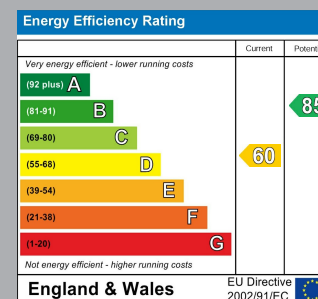 Energy Efficiency Rating
Current
Very energy efficient - lower running costs
(92 plus) A
(81-91) B
85
(69-80) C
(55-68) D
60
(39-54) E
(21-38) F
(1-20) G
Not energy efficient - higher running costs
England & Wales
EU Directive
2002/91/EC